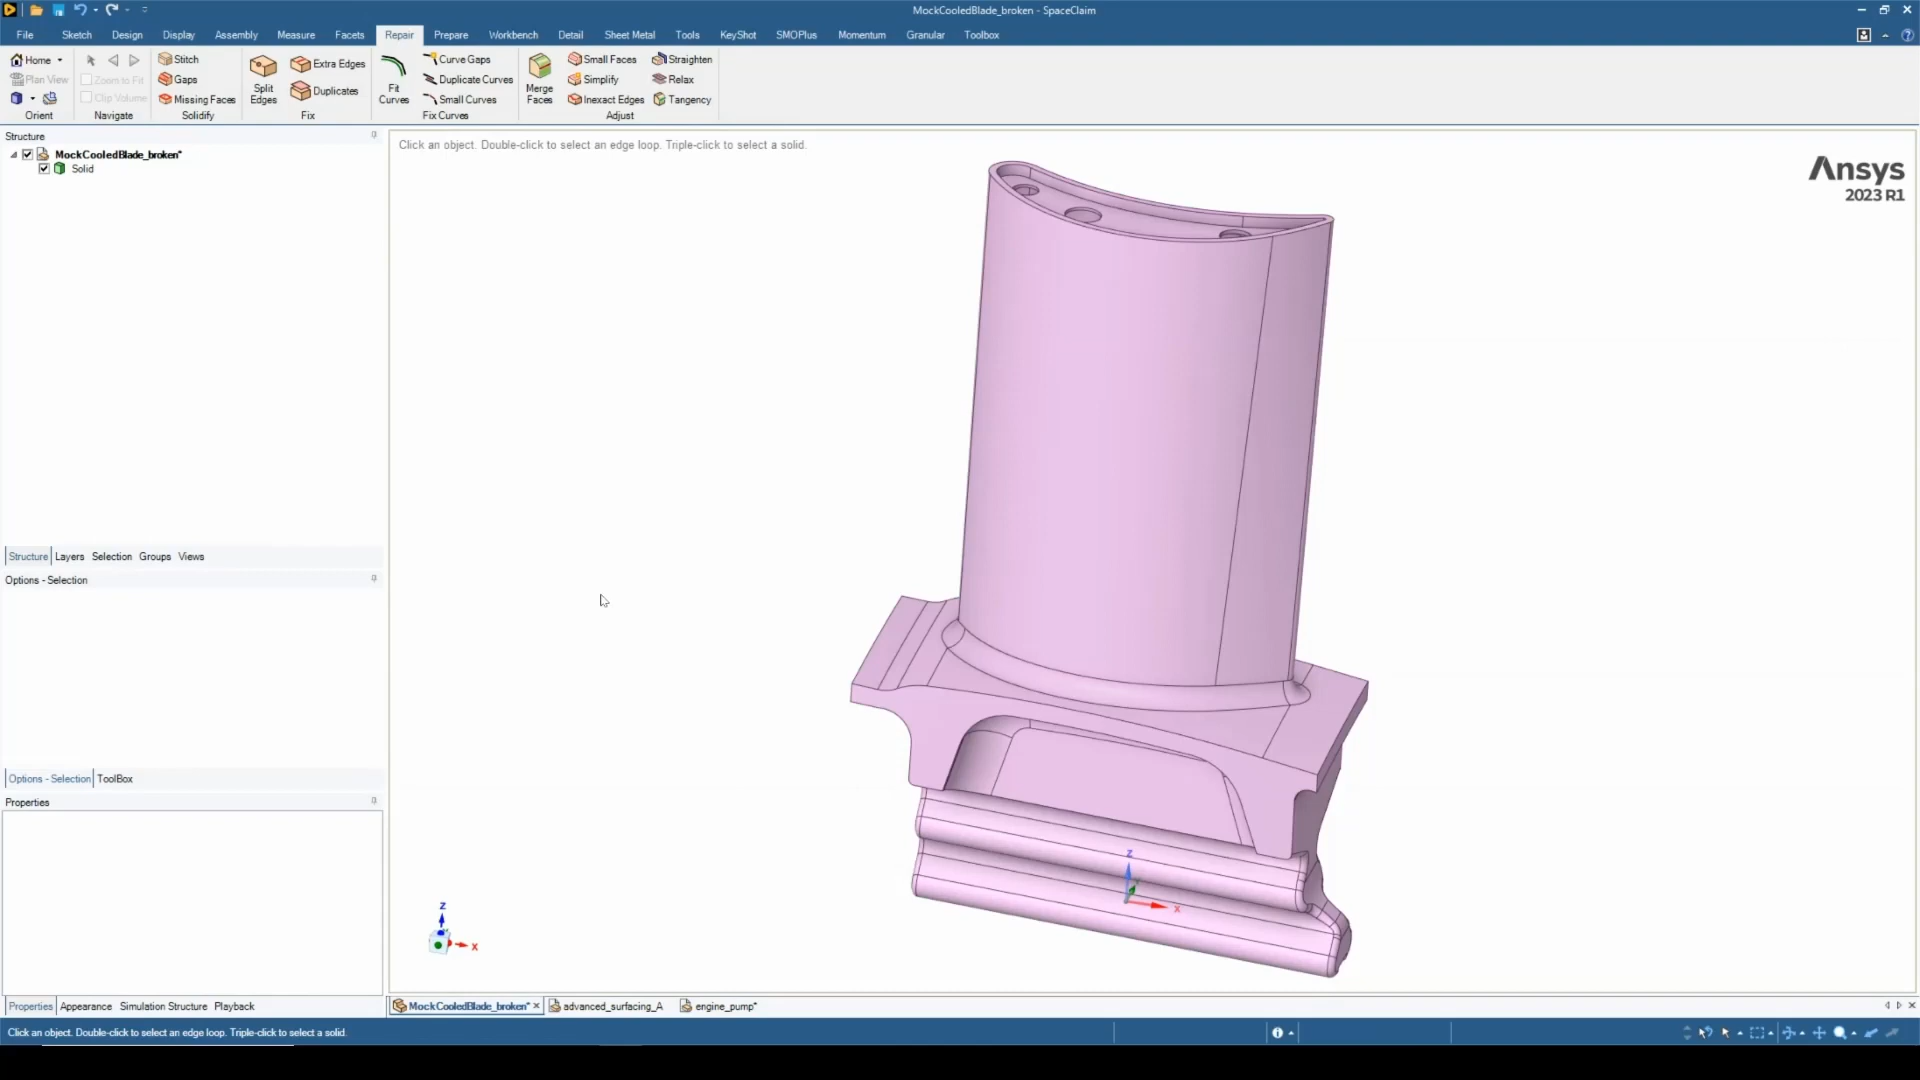 MockCooledBlade_broken - SpaceClaim
File Sketch Design Display Assembly Measure Facets Repair Prepare Workbench Detail Sheet Metal Tools KeyShot SMOPlus Momentum Granular Toolbox
Home
Plan View
Orient
Zoom to Fit
Clip Volume
Navigate
Stitch
Gaps
Missing Faces
Solidify
Split
Edges
Extra Edges
Duplicates
Fix
Fit
Curves
Curve Gaps
Duplicate Curves
Small Curves
Fix Curves
Merge
Faces
Small Faces
Simplify
Inexact Edges
Straighten
Relax
Tangency
Adjust
Structure
MockCooledBlade_broken*
Solid
Structure Layers Selection Groups Views
Options - Selection
Options - Selection ToolBox
Properties
Properties Appearance Simulation Structure Playback
Click an object. Double-click to select an edge loop. Triple-click to select a solid.
Ansys
2023 R1
Z
X
Z
X
MockCooledBlade_broken* advanced_surfacing_A engine_pump*
Click an object. Double-click to select an edge loop. Triple-click to select a solid.